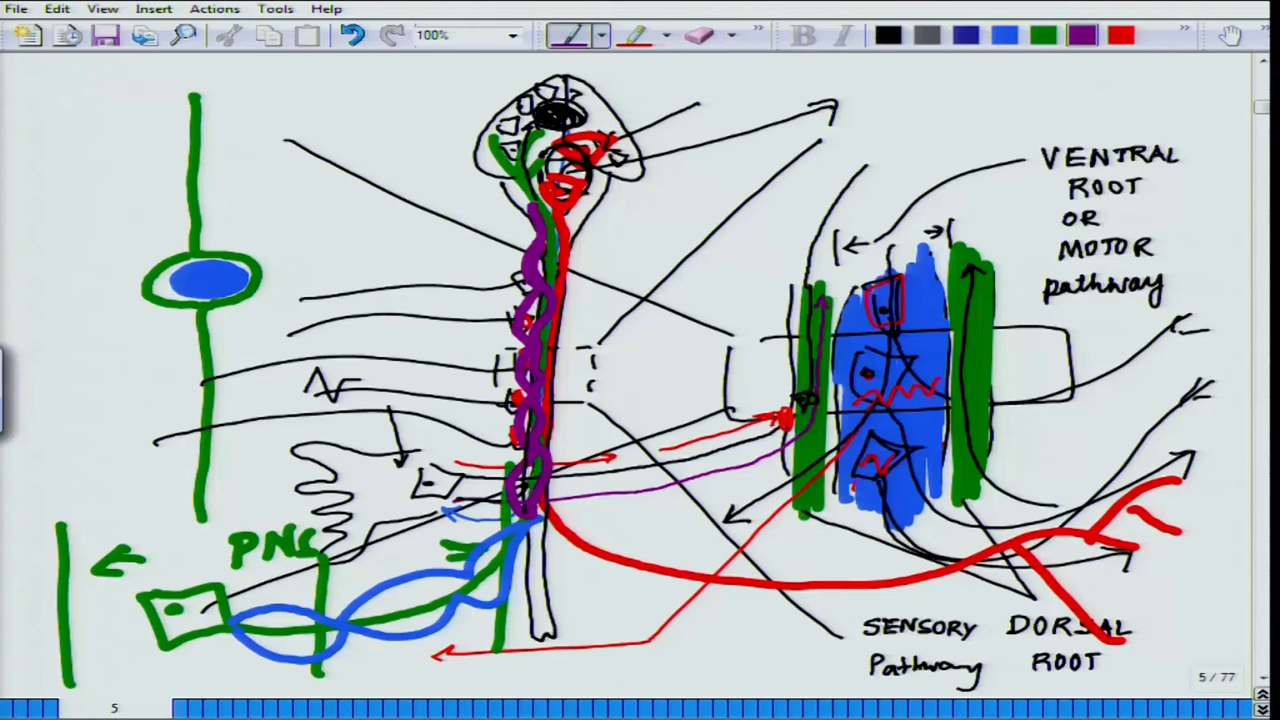 File Edit View Insert Actions Tools Help
100%
B I
VENTRAL
ROOT
OR
MOTOR
pathway
PNS
SENSORY
Pathway
DORSAL
ROOT
5 / 77
5